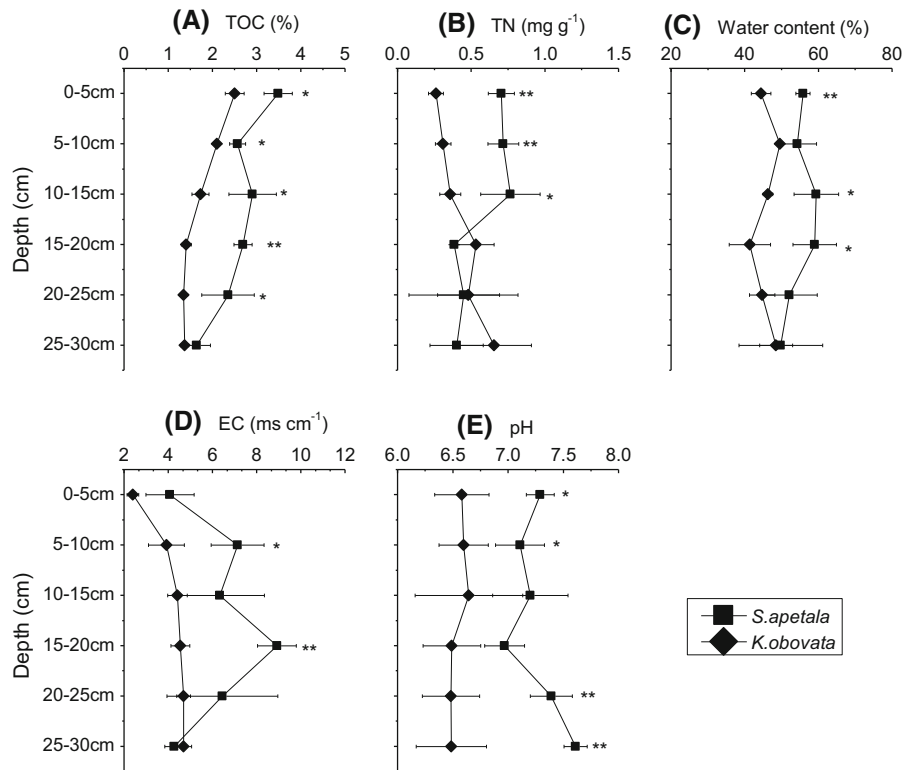 (A) TOC (%)
0 1 2 3 4 5
(B) TN (mg g-1)
0.0 0.5 1.0 1.5
(C) Water content (%)
20 40 60 80
Depth (cm)
0-5cm * ** **
5-10cm * **
10-15cm * * *
15-20cm ** *
20-25cm *
25-30cm
(D) EC (ms cm-1)
2 4 6 8 10 12
(E) pH
6.0 6.5 7.0 7.5 8.0
Depth (cm)
0-5cm *
5-10cm * *
10-15cm
15-20cm **
20-25cm **
25-30cm **
S.apetala
K.obovata